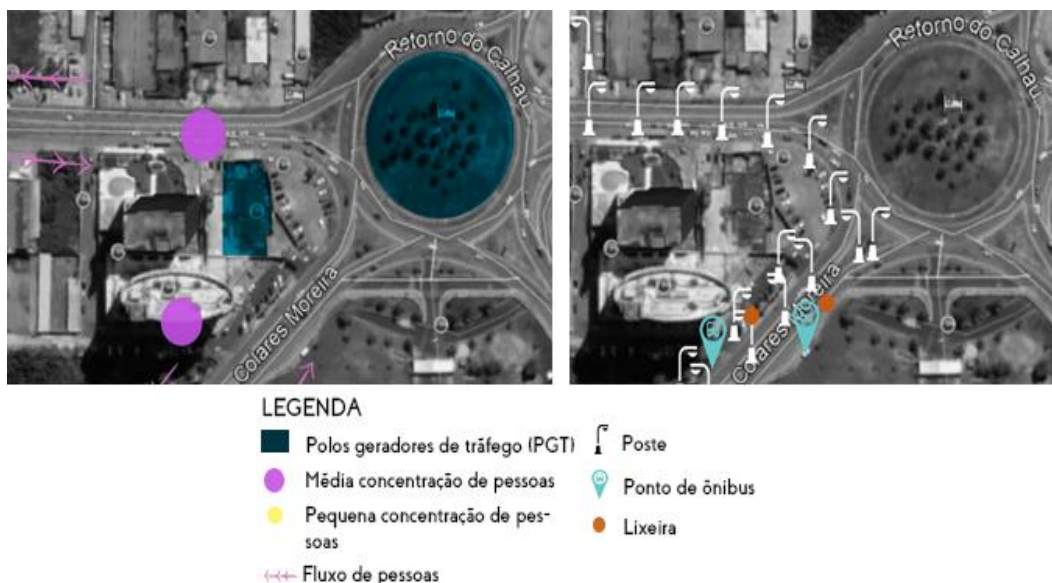 Retorno do Calhau
Colares Moreira
Retorno do Calhau
Colares Moreira
LEGENDA
Polos geradores de tráfego (PGT)
Média concentração de pessoas
Pequena concentração de pes-
soas
Fluxo de pessoas
Poste
Ponto de ônibus
Lixeira